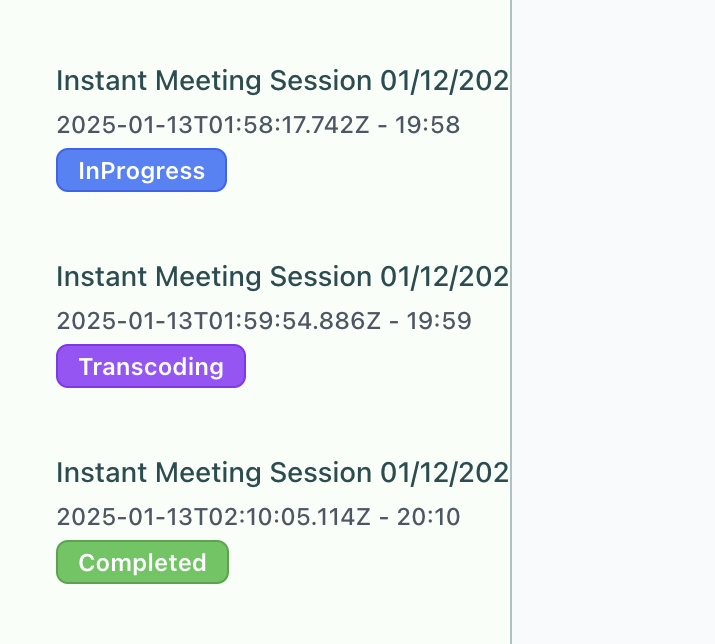 Instant Meeting Session 01/12/202
2025-01-13T01:58:17.742Z - 19:58
InProgress
Instant Meeting Session 01/12/202
2025-01-13T01:59:54.886Z - 19:59
Transcoding
Instant Meeting Session 01/12/202
2025-01-13T02:10:05.114Z - 20:10
Completed